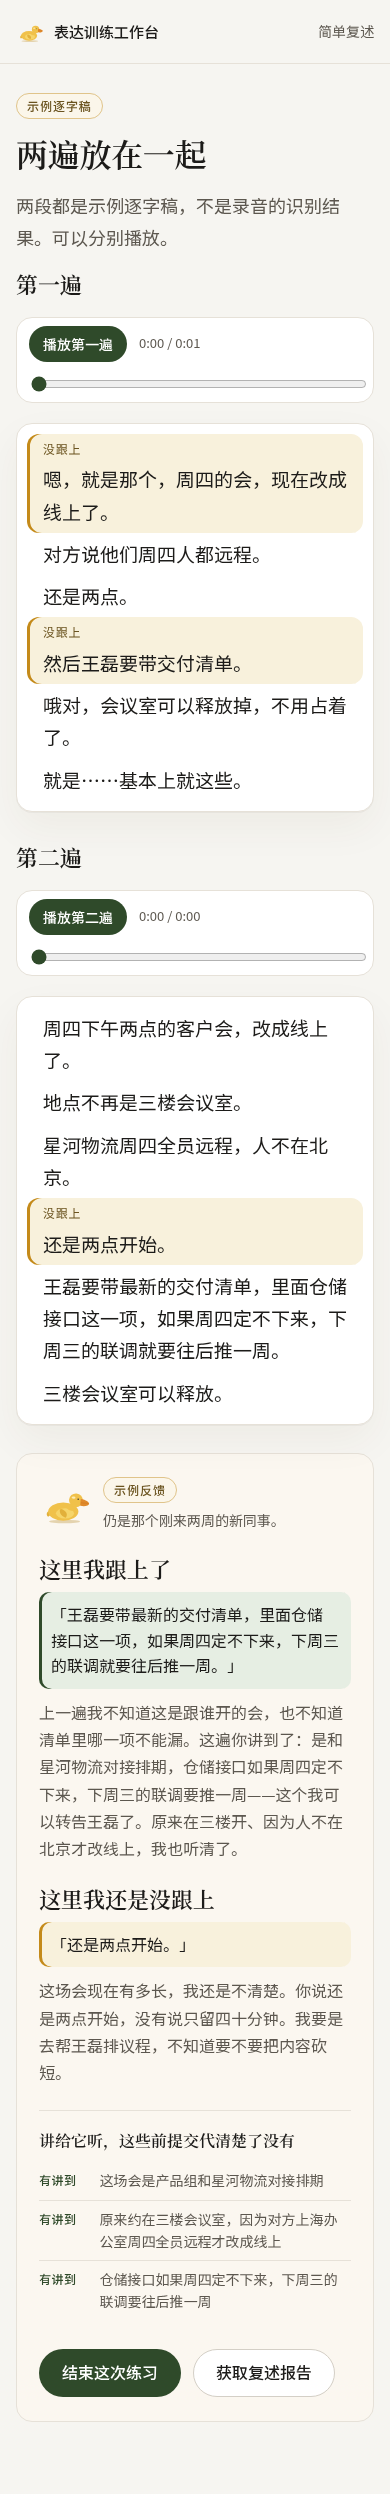 表达训练工作台
简单复述
示例逐字稿
两遍放在一起
两段都是示例逐字稿，不是录音的识别结
果。可以分别播放。
第一遍
播放第一遍
0:00 / 0:01
没跟上
嗯，就是那个，周四的会，现在改成
线上了。
对方说他们周四人都远程。
还是两点。
没跟上
然后王磊要带交付清单。
哦对，会议室可以释放掉，不用占着
了。
就是……基本上就这些。
第二遍
播放第二遍
0:00 / 0:00
周四下午两点的客户会，改成线上
了。
地点不再是三楼会议室。
星河物流周四全员远程，人不在北
京。
没跟上
还是两点开始。
王磊要带最新的交付清单，里面仓储
接口这一项，如果周四定不下来，下
周三的联调就要往后推一周。
三楼会议室可以释放。
示例反馈
仍是那个刚来两周的新同事。
这里我跟上了
「王磊要带最新的交付清单，里面仓储
接口这一项，如果周四定不下来，下周三
的联调就要往后推一周。」
上一遍我不知道这是跟谁开的会，也不知道
清单里哪一项不能漏。这遍你讲到了：是和
星河物流对接排期，仓储接口如果周四定不
下来，下周三的联调要推一周——这个我可
以转告王磊了。原来在三楼开、因为人不在
北京才改线上，我也听清了。
这里我还是没跟上
「还是两点开始。」
这场会现在有多长，我还是不清楚。你说还
是两点开始，没有说只留四十分钟。我要是
去帮王磊排议程，不知道要不要把内容砍
短。
讲给它听，这些前提交代清楚了没有
有讲到
这场会是产品组和星河物流对接排期
有讲到
原来约在三楼会议室，因为对方上海办
公室周四全员远程才改成线上
有讲到
仓储接口如果周四定不下来，下周三的
联调要往后推一周
结束这次练习
获取复述报告